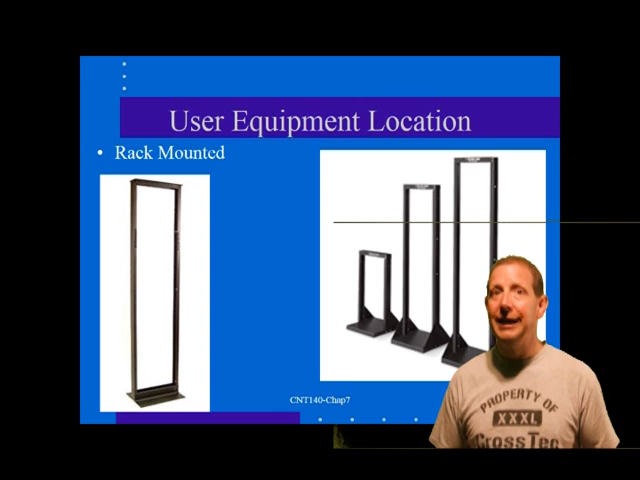 User Equipment Location
• Rack Mounted
CNT140-Chap7
PROPERTY OF
XXXL
CrossTec